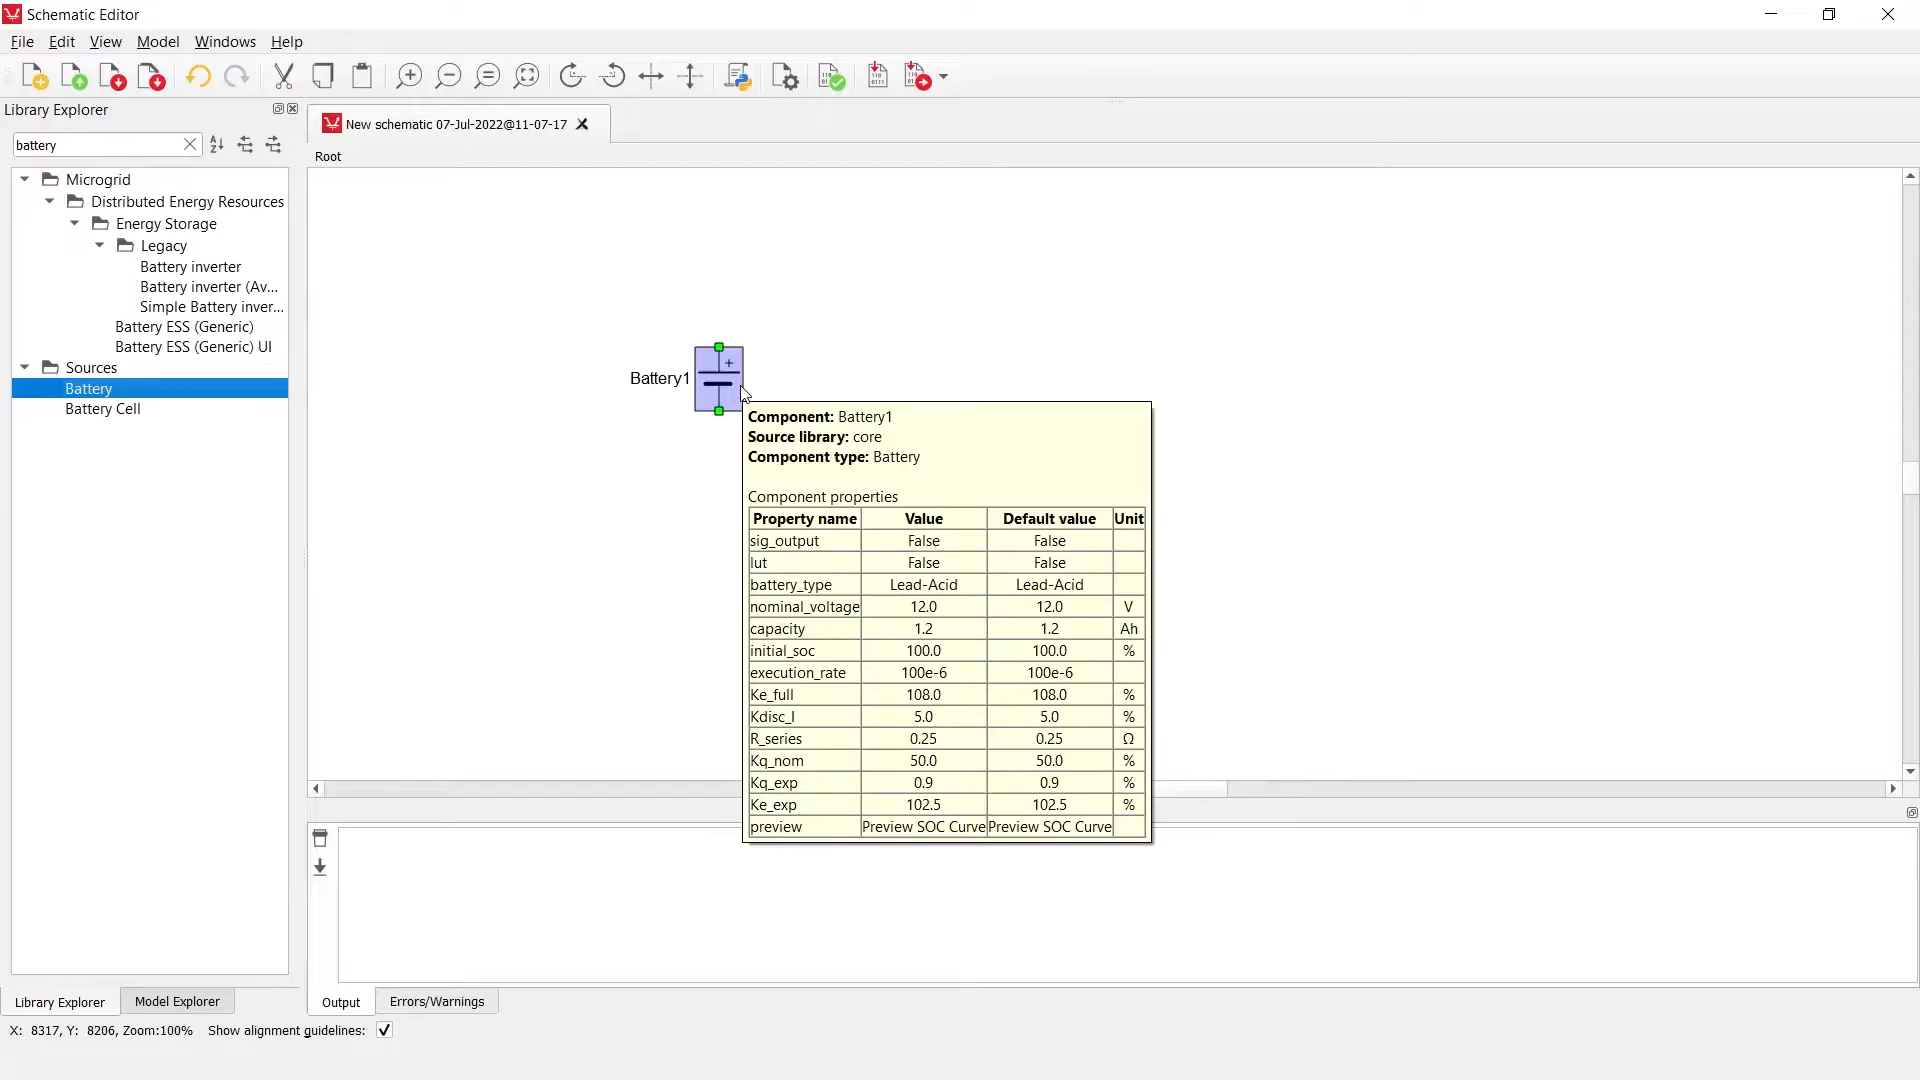 Schematic Editor
File Edit View Model Windows Help
Library Explorer
battery
New schematic 07-Jul-2022@11-07-17
Root
Microgrid
Distributed Energy Resources
Energy Storage
Legacy
Battery inverter
Battery inverter (Av...
Simple Battery inver...
Battery ESS (Generic)
Battery ESS (Generic) UI
Sources
Battery
Battery Cell
Battery1
+
Component: Battery1
Source library: core
Component type: Battery
Component properties
Property name Value Default value Unit
sig_output False False
lut False False
battery_type Lead-Acid Lead-Acid
nominal_voltage 12.0 12.0 V
capacity 1.2 1.2 Ah
initial_soc 100.0 100.0 %
execution_rate 100e-6 100e-6
Ke_full 108.0 108.0 %
Kdisc_I 5.0 5.0 %
R_series 0.25 0.25 Ω
Kq_nom 50.0 50.0 %
Kq_exp 0.9 0.9 %
Ke_exp 102.5 102.5 %
preview Preview SOC Curve Preview SOC Curve
Library Explorer Model Explorer
Output Errors/Warnings
X: 8317, Y: 8206, Zoom:100% Show alignment guidelines: